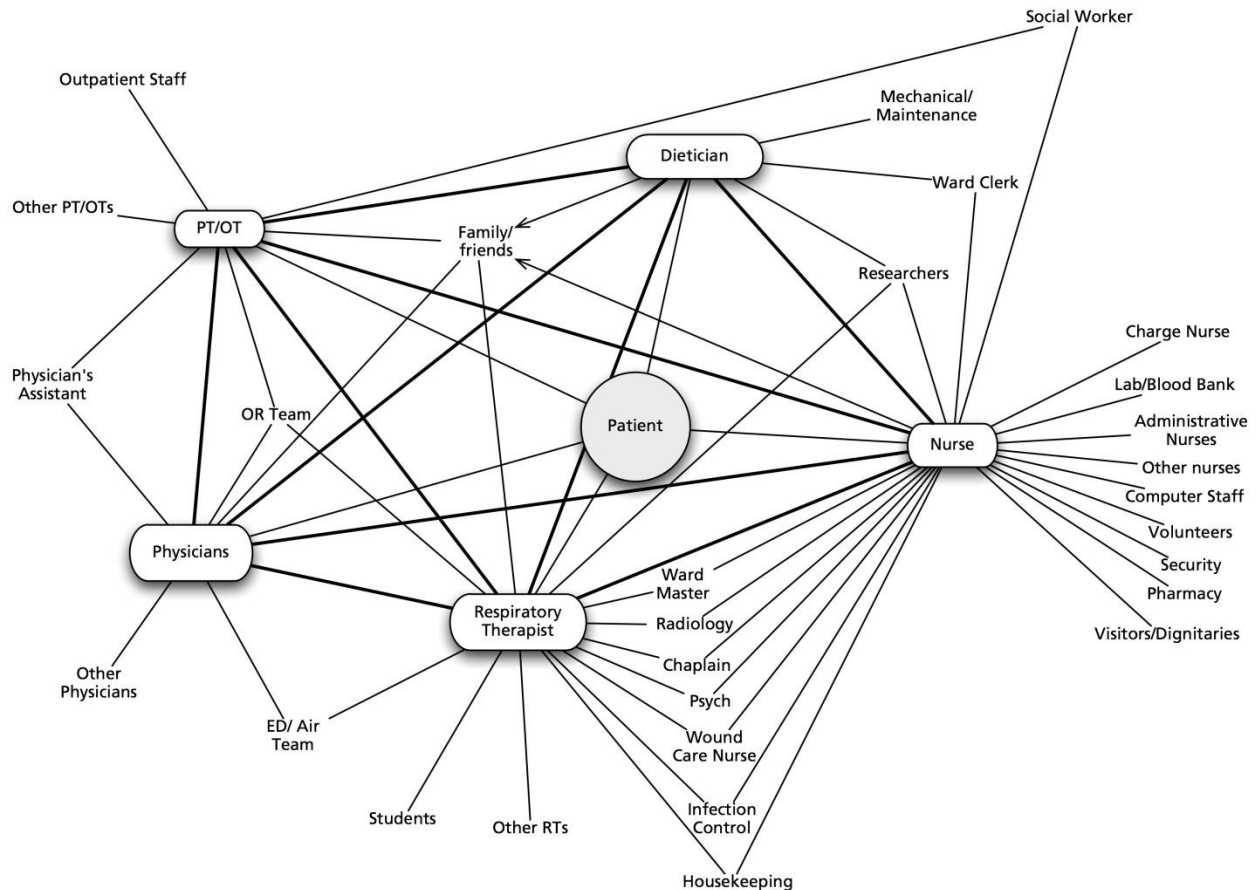 Social Worker
Outpatient Staff
Mechanical/
Maintenance
Dietician
Ward Clerk
Other PT/OTs
PT/OT
Family/
friends
Researchers
Charge Nurse
Physician's
Assistant
Lab/Blood Bank
OR Team
Patient
Administrative
Nurses
Nurse
Other nurses
Computer Staff
Volunteers
Physicians
Security
Ward
Master
Pharmacy
Respiratory
Therapist
Radiology
Visitors/Dignitaries
Chaplain
Other
Physicians
Psych
ED/ Air
Team
Wound
Care Nurse
Students
Other RTs
Infection
Control
Housekeeping